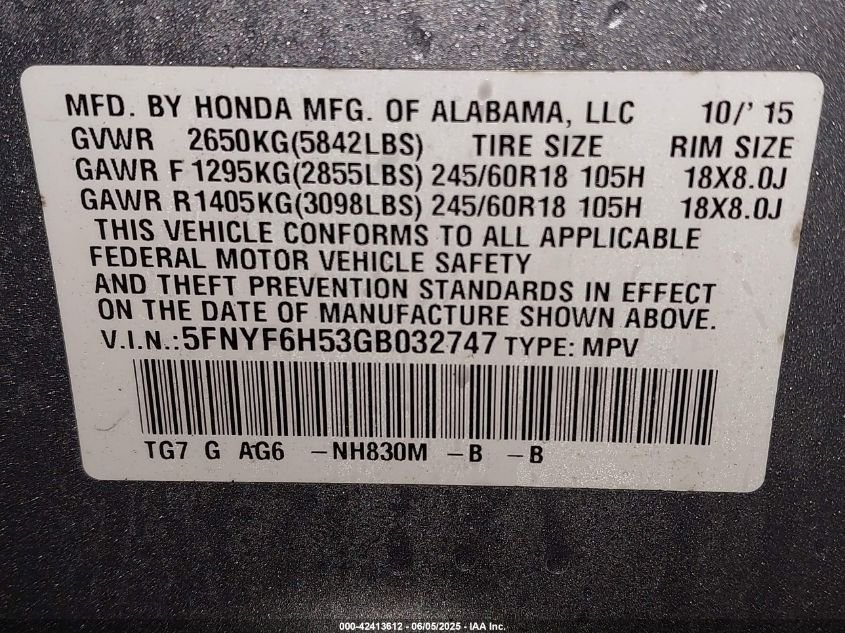 MFD. BY HONDA MFG. OF ALABAMA, LLC 10/' 15
GVWR 2650KG(5842LBS) TIRE SIZE RIM SIZE
GAWR F 1295KG(2855LBS) 245/60R18 105H 18X8.0J
GAWR R1405KG(3098LBS) 245/60R18 105H 18X8.0J
THIS VEHICLE CONFORMS TO ALL APPLICABLE
FEDERAL MOTOR VEHICLE SAFETY
AND THEFT PREVENTION STANDARDS IN EFFECT
ON THE DATE OF MANUFACTURE SHOWN ABOVE.
V.I.N.:5FNYF6H53GB032747 TYPE: MPV
TG7 G AG6 -NH830M -B -B
000-42413612 - 06/05/2025 - IAA Inc.